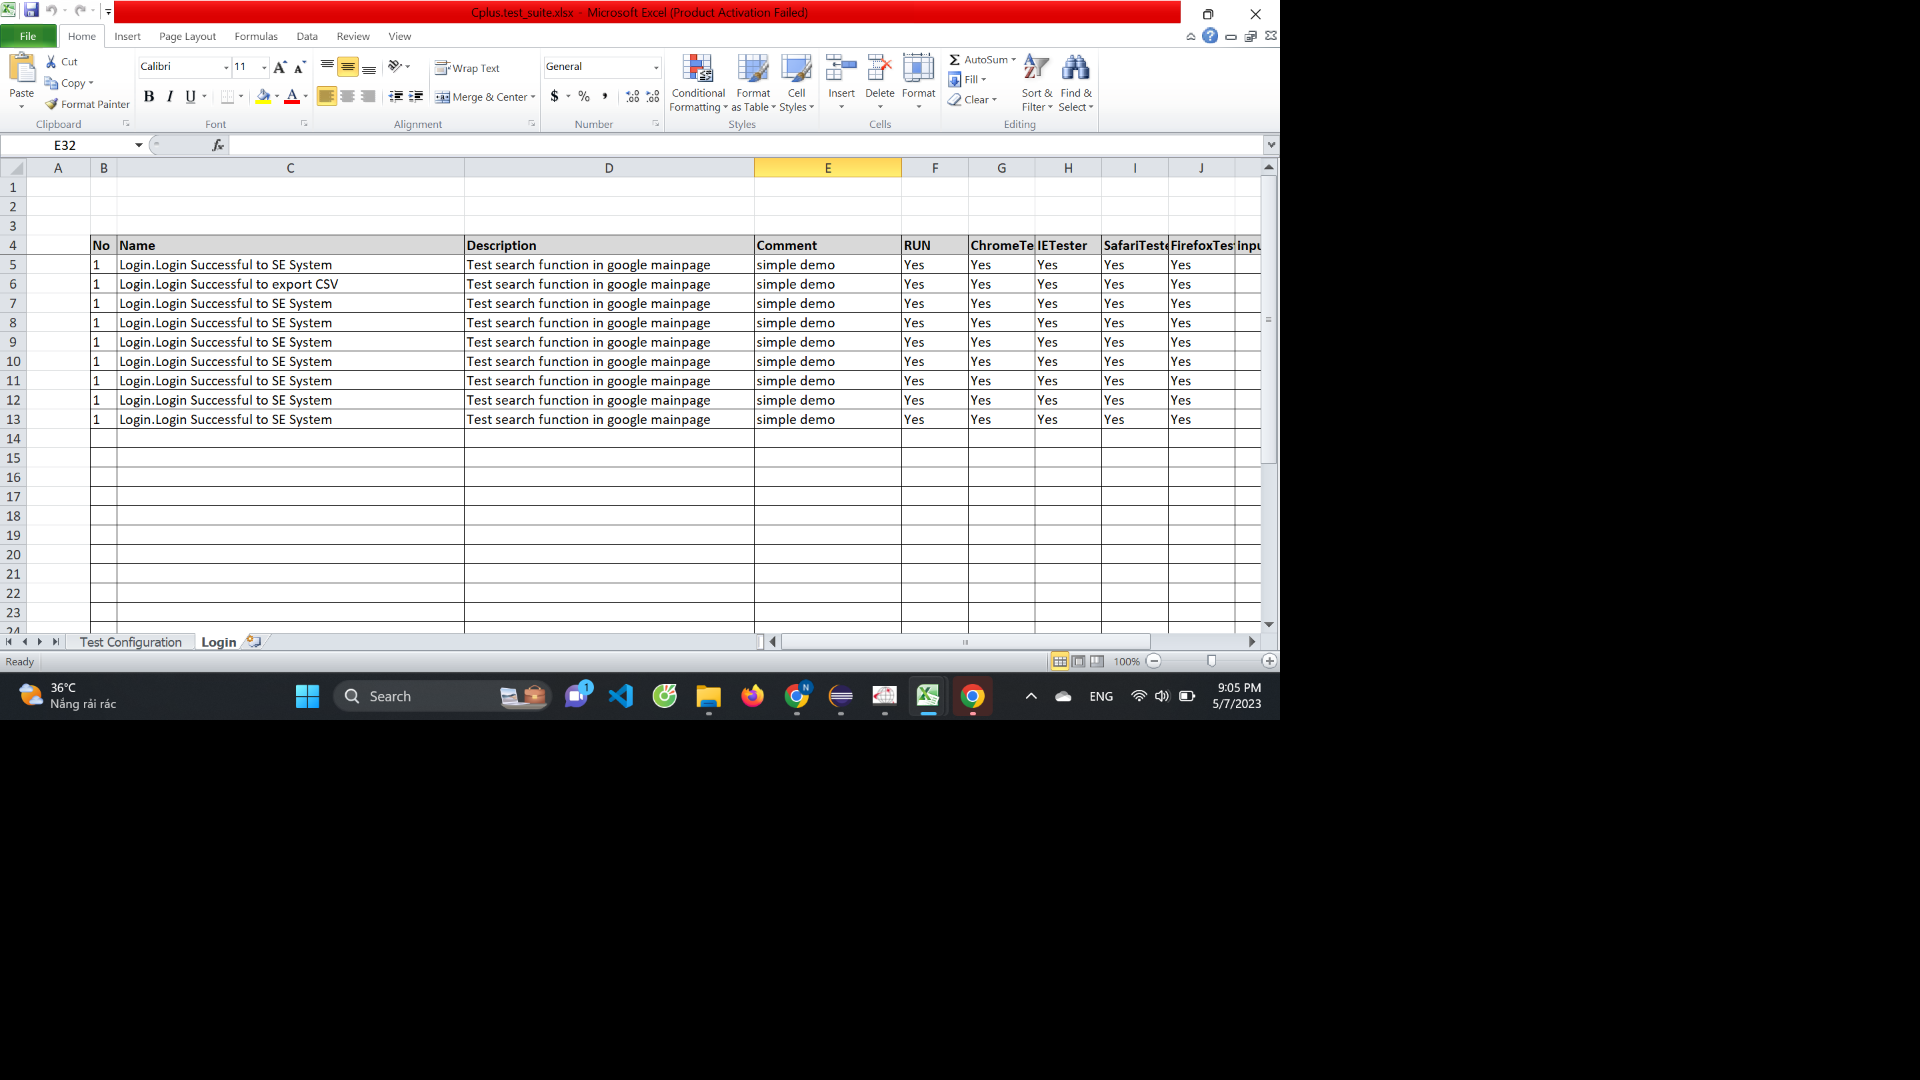 Cplus.test_suite.xlsx - Microsoft Excel (Product Activation Failed)
File Home Insert Page Layout Formulas Data Review View
Paste Cut Copy Format Painter Clipboard
Calibri 11 B I U Font
Wrap Text Merge & Center Alignment
General $ % , Number
Conditional Formatting Format as Table Cell Styles Styles
Insert Delete Format Cells
AutoSum Fill Clear Sort & Filter Find & Select Editing
E32 fx
A B C D E F G H I J
1
2
3
4 No Name Description Comment RUN ChromeTe IETester SafariTeste FirefoxTes inpu
5 1 Login.Login Successful to SE System Test search function in google mainpage simple demo Yes Yes Yes Yes Yes
6 1 Login.Login Successful to export CSV Test search function in google mainpage simple demo Yes Yes Yes Yes Yes
7 1 Login.Login Successful to SE System Test search function in google mainpage simple demo Yes Yes Yes Yes Yes
8 1 Login.Login Successful to SE System Test search function in google mainpage simple demo Yes Yes Yes Yes Yes
9 1 Login.Login Successful to SE System Test search function in google mainpage simple demo Yes Yes Yes Yes Yes
10 1 Login.Login Successful to SE System Test search function in google mainpage simple demo Yes Yes Yes Yes Yes
11 1 Login.Login Successful to SE System Test search function in google mainpage simple demo Yes Yes Yes Yes Yes
12 1 Login.Login Successful to SE System Test search function in google mainpage simple demo Yes Yes Yes Yes Yes
13 1 Login.Login Successful to SE System Test search function in google mainpage simple demo Yes Yes Yes Yes Yes
14
15
16
17
18
19
20
21
22
23
24
Test Configuration Login
Ready 100%
36°C Search 1 N ENG 9:05 PM
Nắng rải rác 5/7/2023